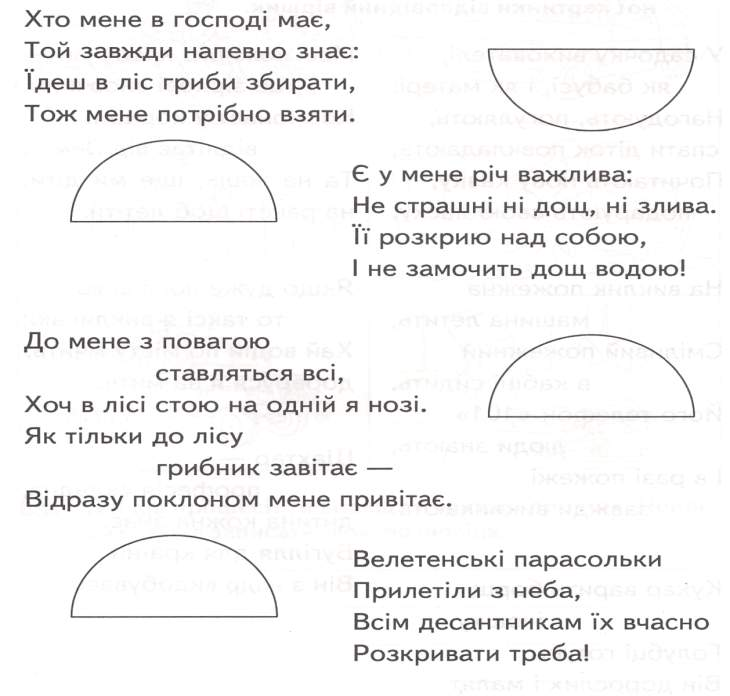 Хто мене в господі має,
Той завжди напевно знає:
Їдеш в ліс гриби збирати,
Тож мене потрібно взяти.
Є у мене річ важлива:
Не страшні ні дощ, ні злива.
Її розкрию над собою,
І не замочить дощ водою!
До мене з повагою
ставляться всі,
Хоч в лісі стою на одній я нозі.
Як тільки до лісу
грибник завітає —
Відразу поклоном мене привітає.
Велетенські парасольки
Прилетіли з неба,
Всім десантникам їх вчасно
Розкривати треба!